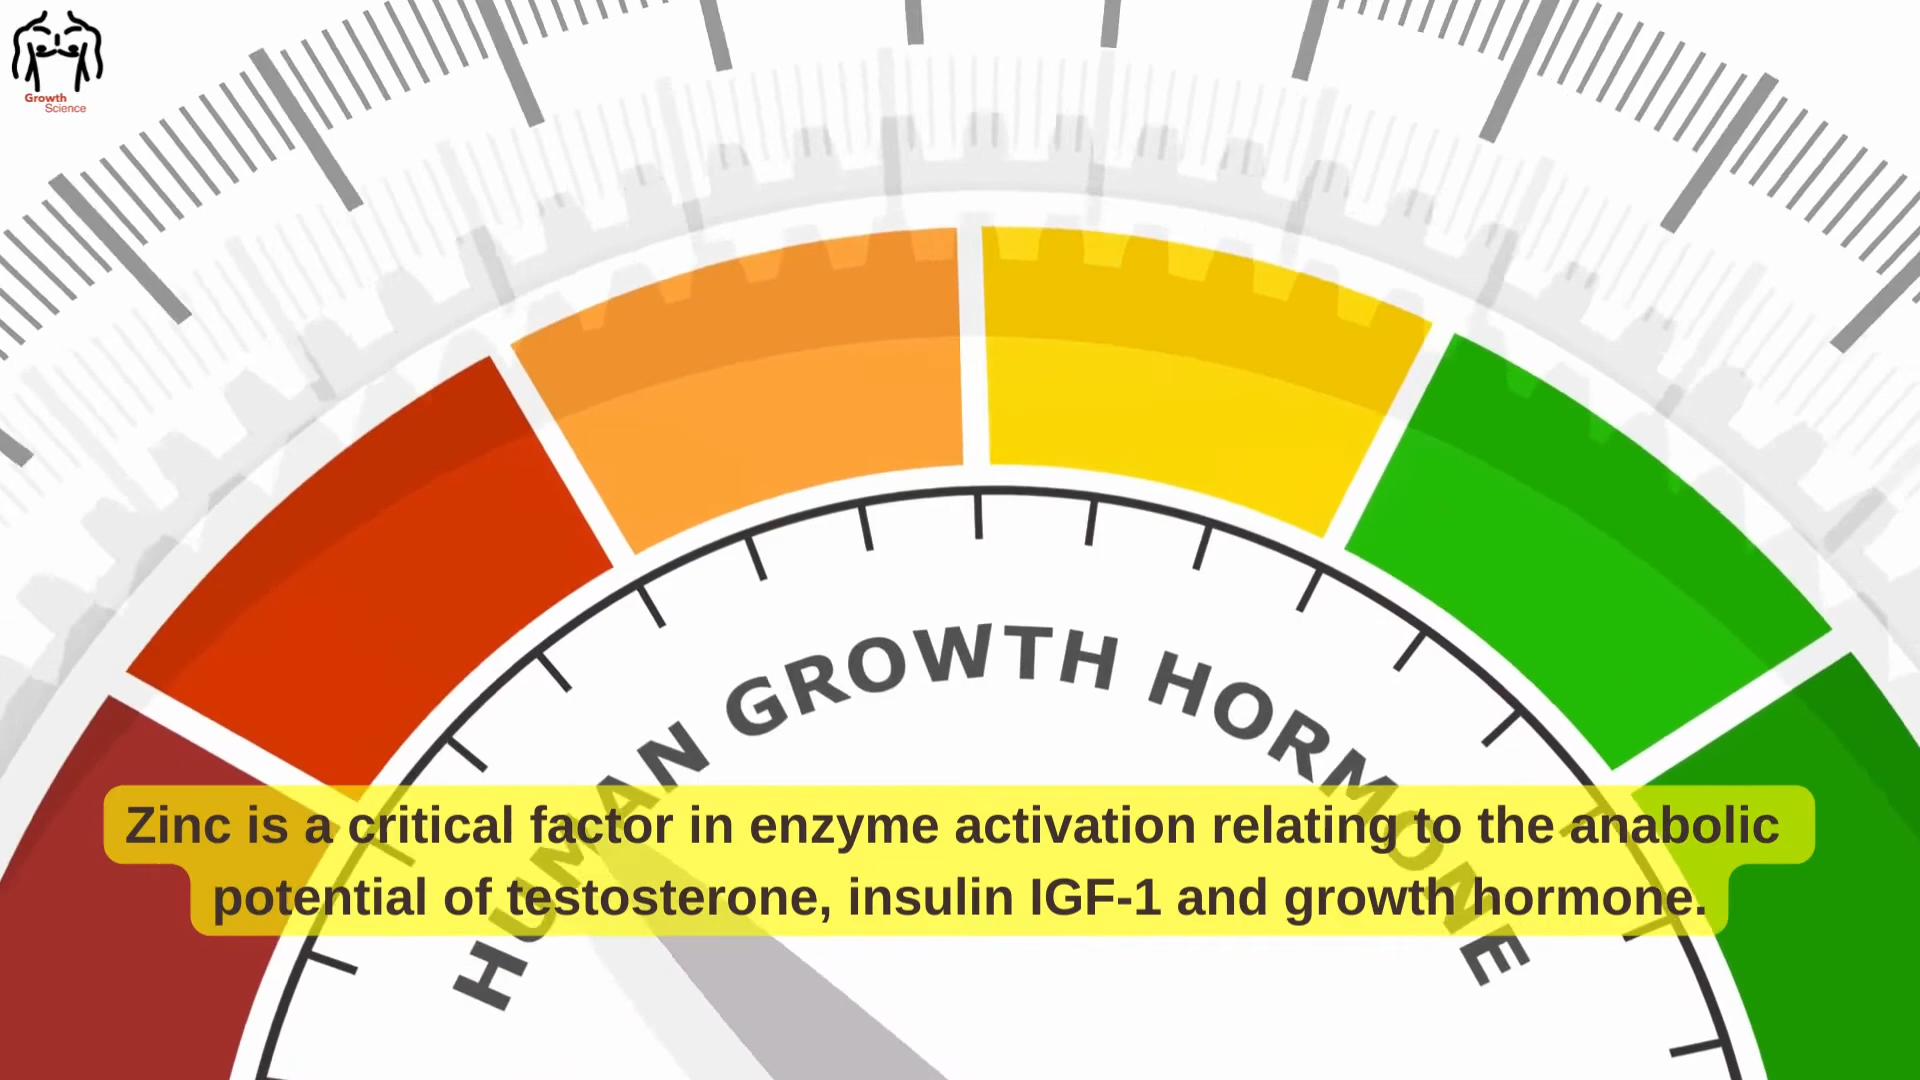 Growth
Science
HUMAN GROWTH HORMONE
Zinc is a critical factor in enzyme activation relating to the anabolic
potential of testosterone, insulin IGF-1 and growth hormone.